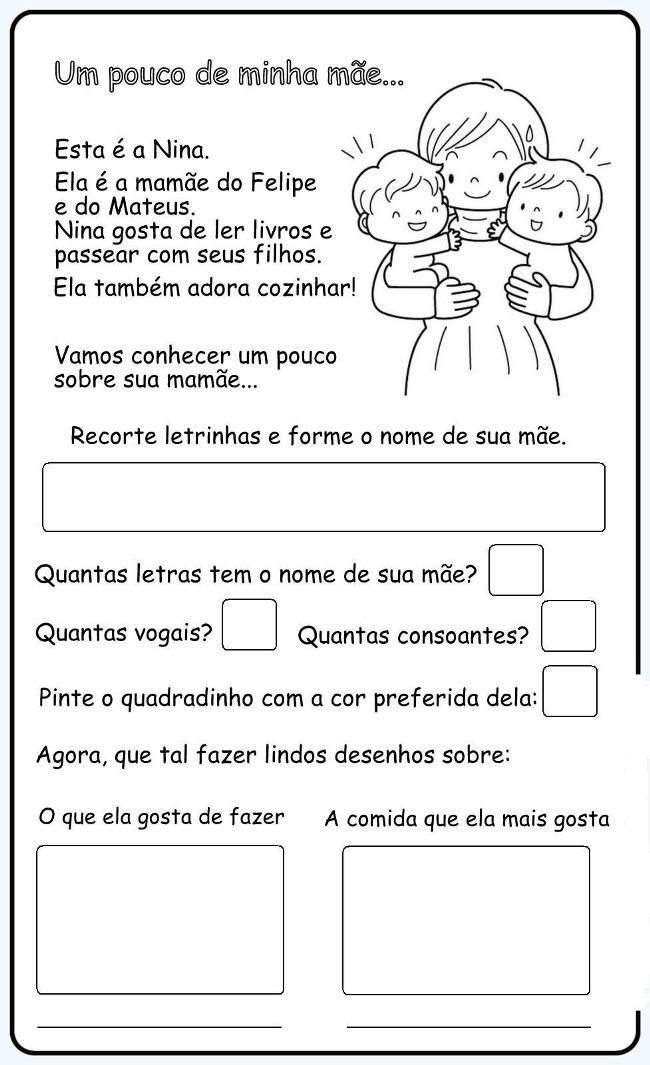 Um pouco de minha mãe...
Esta é a Nina.
Ela é a mamãe do Felipe
e do Mateus.
Nina gosta de ler livros e
passear com seus filhos.
Ela também adora cozinhar!
Vamos conhecer um pouco
sobre sua mamãe...
Recorte letrinhas e forme o nome de sua mãe.
Quantas letras tem o nome de sua mãe?
Quantas vogais? Quantas consoantes?
Pinte o quadradinho com a cor preferida dela:
Agora, que tal fazer lindos desenhos sobre:
O que ela gosta de fazer A comida que ela mais gosta